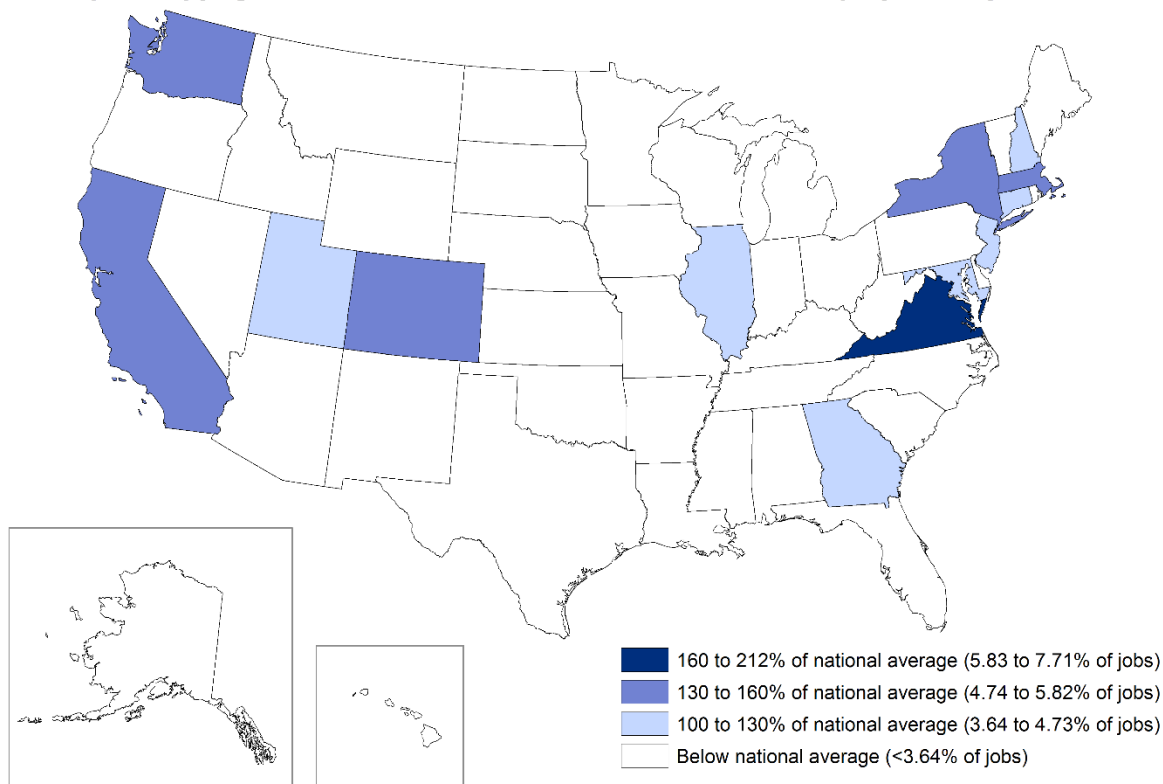 160 to 212% of national average (5.83 to 7.71% of jobs)
130 to 160% of national average (4.74 to 5.82% of jobs)
100 to 130% of national average (3.64 to 4.73% of jobs)
Below national average (<3.64% of jobs)